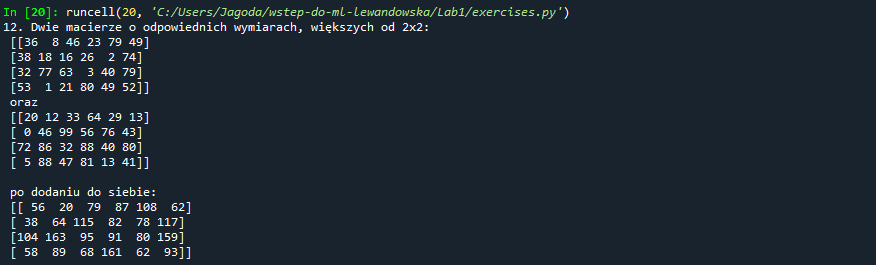 In [20]: runcell(20, 'C:/Users/Jagoda/wstep-do-ml-lewandowska/Lab1/exercises.py')
12. Dwie macierze o odpowiednich wymiarach, większych od 2x2:
[[36  8 46 23 79 49]
[38 18 16 26  2 74]
[32 77 63  3 40 79]
[53  1 21 80 49 52]]
oraz
[[20 12 33 64 29 13]
[ 0 46 99 56 76 43]
[72 86 32 88 40 80]
[ 5 88 47 81 13 41]]
po dodaniu do siebie:
[[ 56  20  79  87 108  62]
[ 38  64 115  82  78 117]
[104 163  95  91  80 159]
[ 58  89  68 161  62  93]]